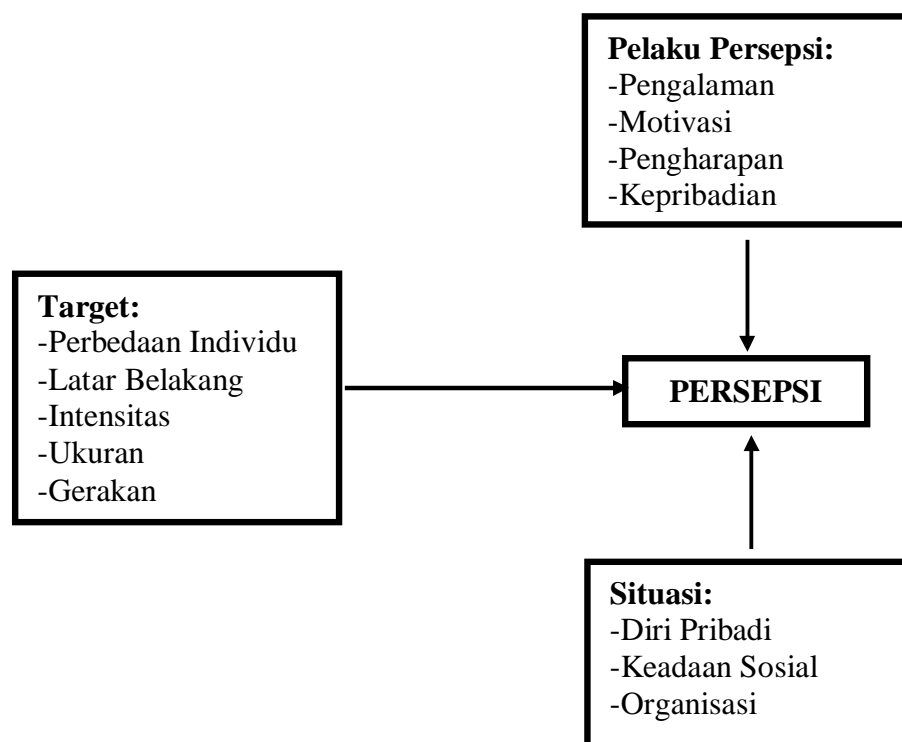 Pelaku Persepsi:
-Pengalaman
-Motivasi
-Pengharapan
-Kepribadian
Target:
-Perbedaan Individu
-Latar Belakang
-Intensitas
-Ukuran
-Gerakan
PERSEPSI
Situasi:
-Diri Pribadi
-Keadaan Sosial
-Organisasi